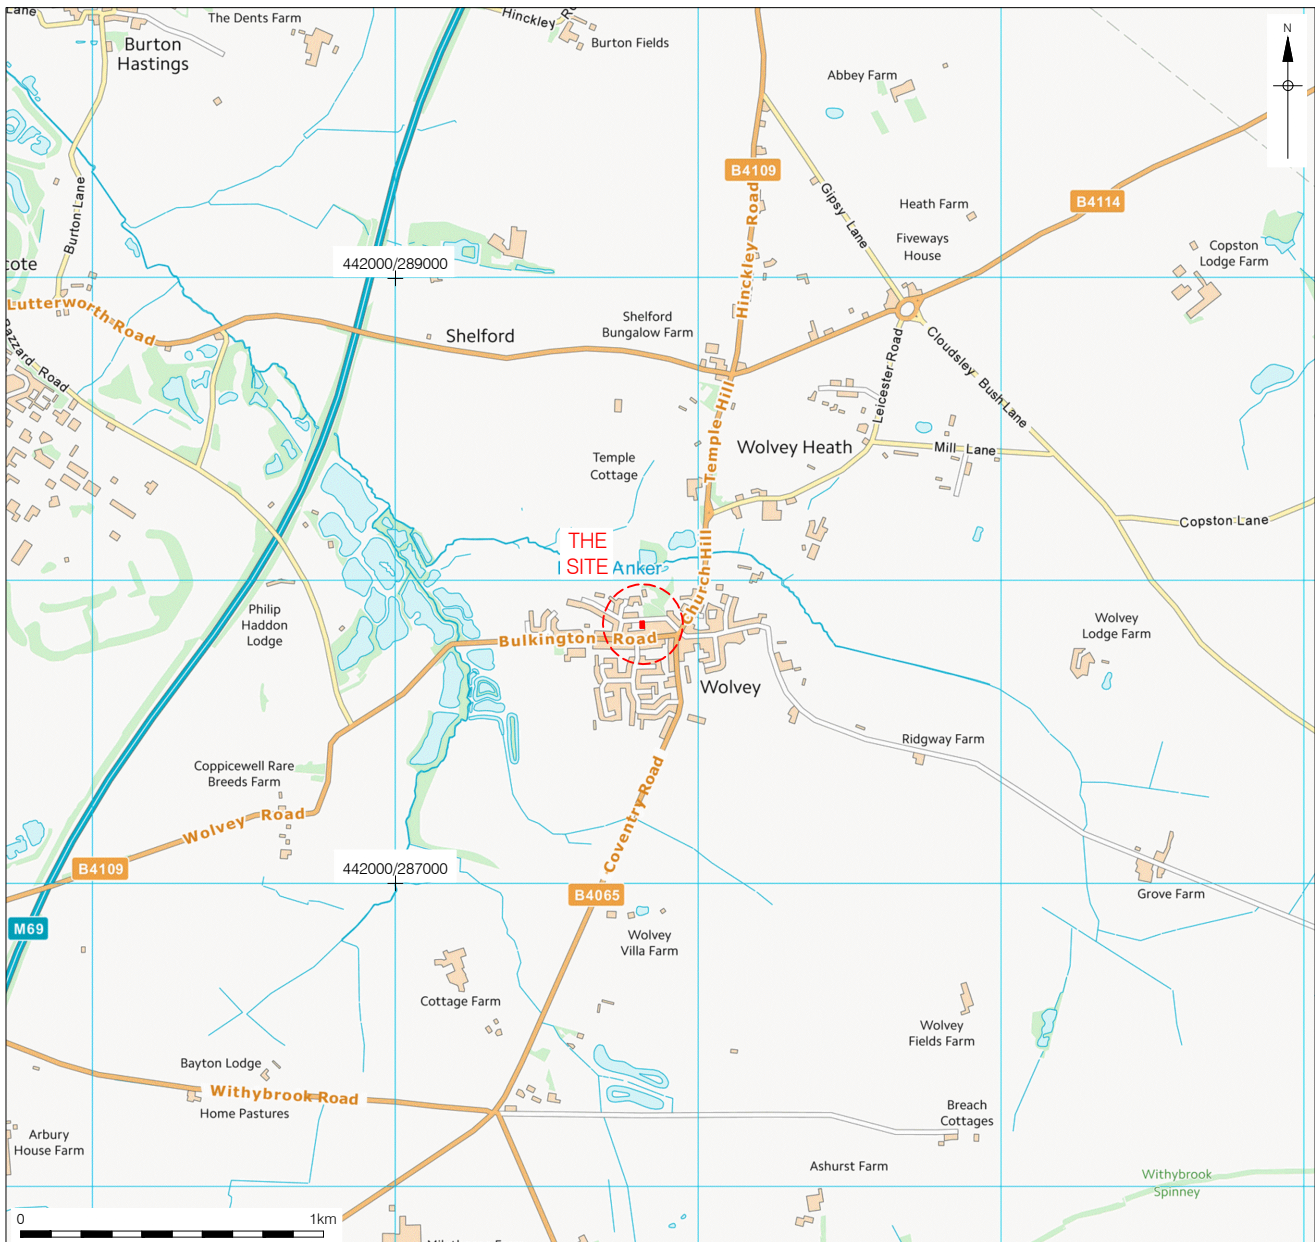 Lane
The Dents Farm
Hinckley
Burton
Hastings
Burton Fields
N
Abbey Farm
B4109
B4114
Burton Lane
Gipsy Lane
Heath Farm
Hinckley Road
Fiveways
House
Copston
Lodge Farm
cote
442000/289000
Lutterworth Road
Shelford
Shelford
Bungalow Farm
Cloudsley Bush Lane
Leicester Road
Road
Temple Hill
Wolvey Heath
Mill Lane
Temple
Cottage
Copston Lane
THE
SITE
Anker
Church Hill
Philip
Haddon
Lodge
Bulkington Road
Wolvey
Lodge Farm
Wolvey
Ridgway Farm
Coppicewell Rare
Breeds Farm
Coventry Road
Wolvey Road
B4109
442000/287000
B4065
Grove Farm
M69
Wolvey
Villa Farm
Cottage Farm
Wolvey
Fields Farm
Bayton Lodge
Withybrook Road
Home Pastures
Breach
Cottages
Arbury
House Farm
Ashurst Farm
Withybrook
Spinney
0
1km